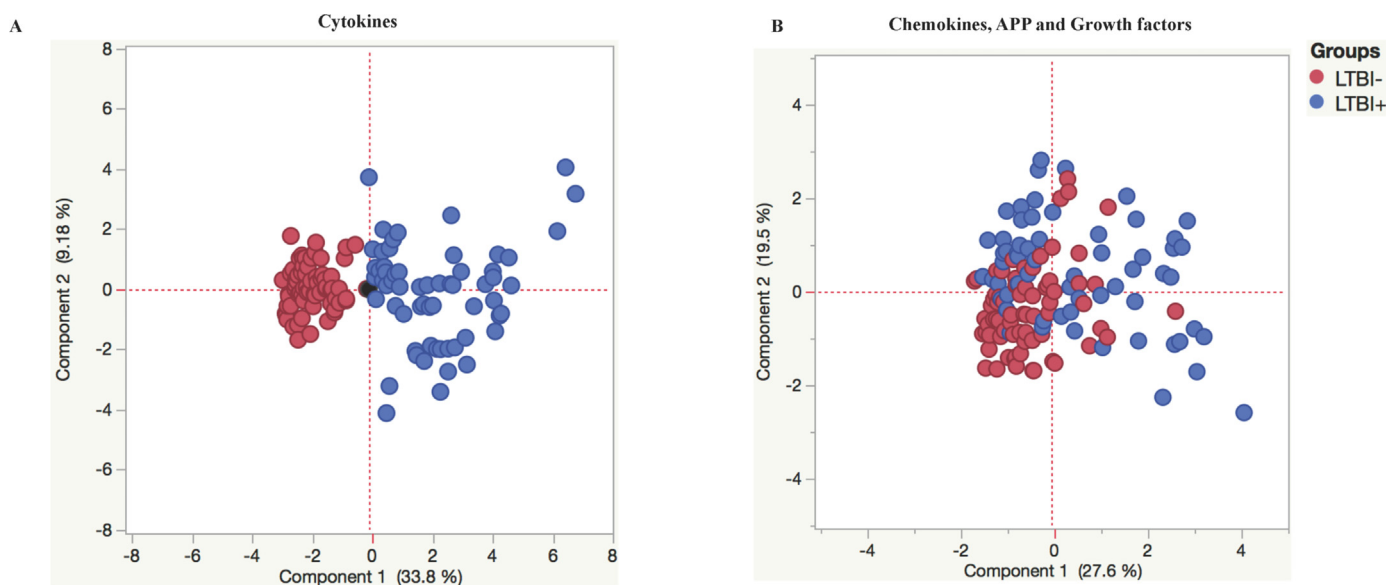 A
Cytokines
8
6
4
2
0
-2
-4
-6
-8
Component 2 (9.18 %)
-8
-6
-4
-2
0
2
4
6
8
Component 1 (33.8 %)
B
Chemokines, APP and Growth factors
4
2
0
-2
-4
Component 2 (19.5 %)
-4
-2
0
2
4
Component 1 (27.6 %)
Groups
LTBI-
LTBI+